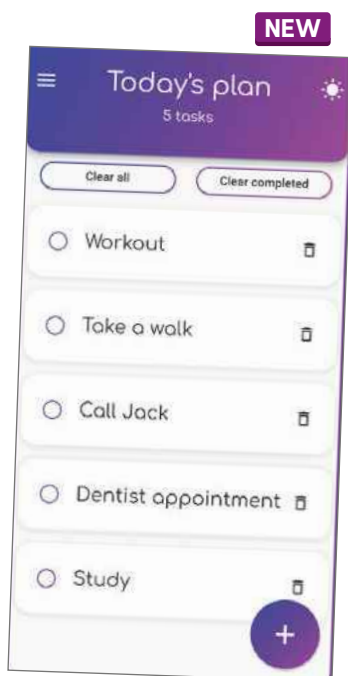 NEW
Today's plan
5 tasks
Clear all
Clear completed
Workout
Take a walk
Call Jack
Dentist appointment
Study
+